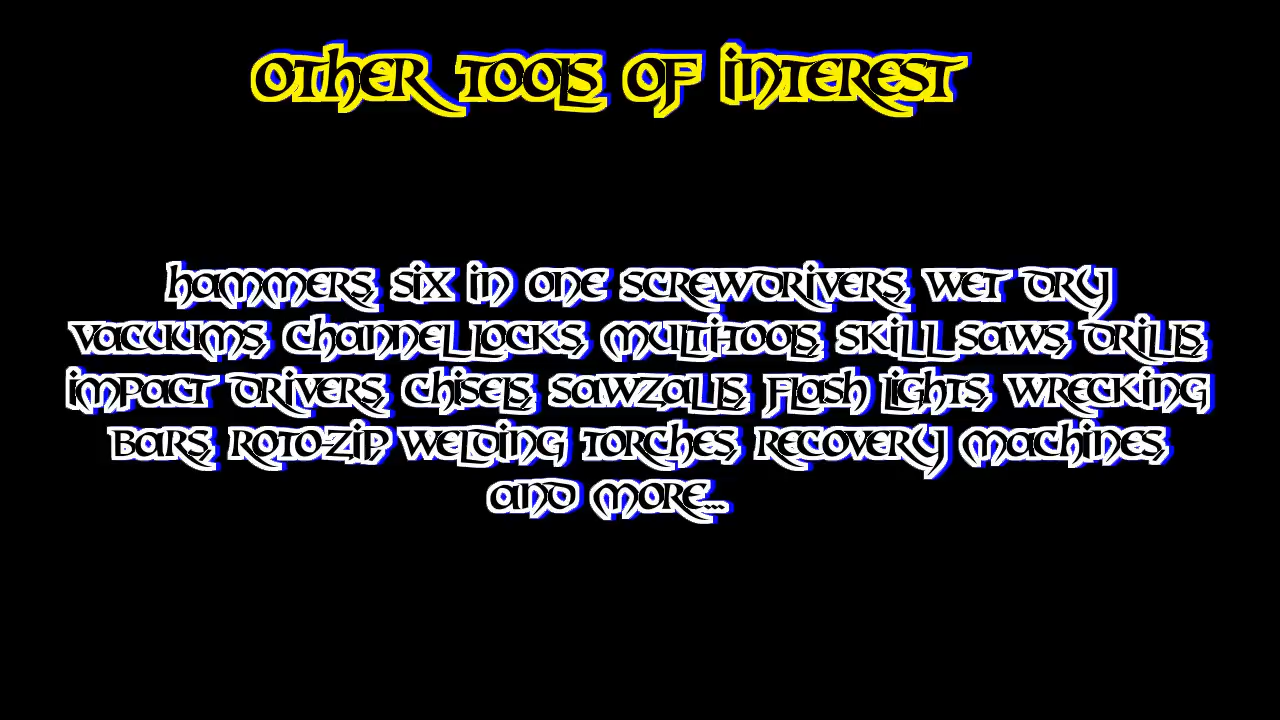 Other Tools of Interest
Hammers, six in one screwdrivers, wet dry
vacuums, channel locks, multi-tools, skill saws, drills,
impact drivers, chisels, sawzalls, flash lights, wrecking
bars, roto-zip, welding torches, recovery machines,
and more...